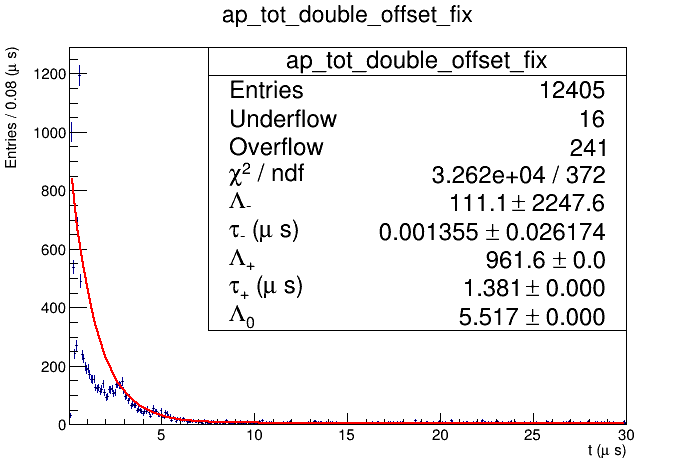 ap_tot_double_offset_fix
ap_tot_double_offset_fix
Entries 12405
Underflow 16
Overflow 241
χ² / ndf 3.262e+04 / 372
Λ₋ 111.1 ± 2247.6
τ₋ (μ s) 0.001355 ± 0.026174
Λ₊ 961.6 ± 0.0
τ₊ (μ s) 1.381 ± 0.000
Λ₀ 5.517 ± 0.000
Entries / 0.08 (μ s)
1200
1000
800
600
400
200
0
5 10 15 20 25 30
t (μ s)